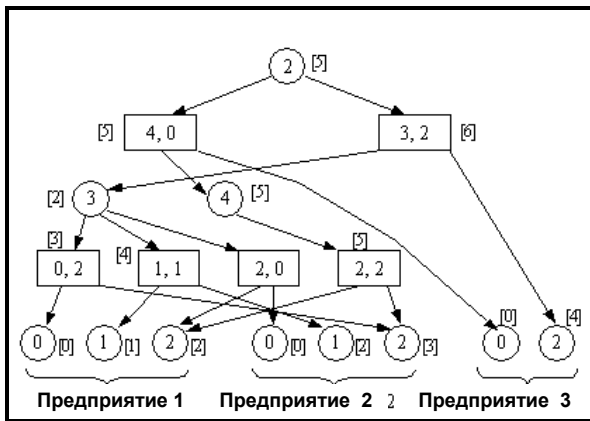 2 [5]
[5] 4, 0 3, 2 [6]
[2] 3 4 [5]
[3] [4] [5]
0, 2 1, 1 2, 0 2, 2
[0] [4]
0 [0] 1 [1] 2 [2] 0 [0] 1 [2] 2 [3] 0 2
Предприятие 1 Предприятие 2 2 Предприятие 3